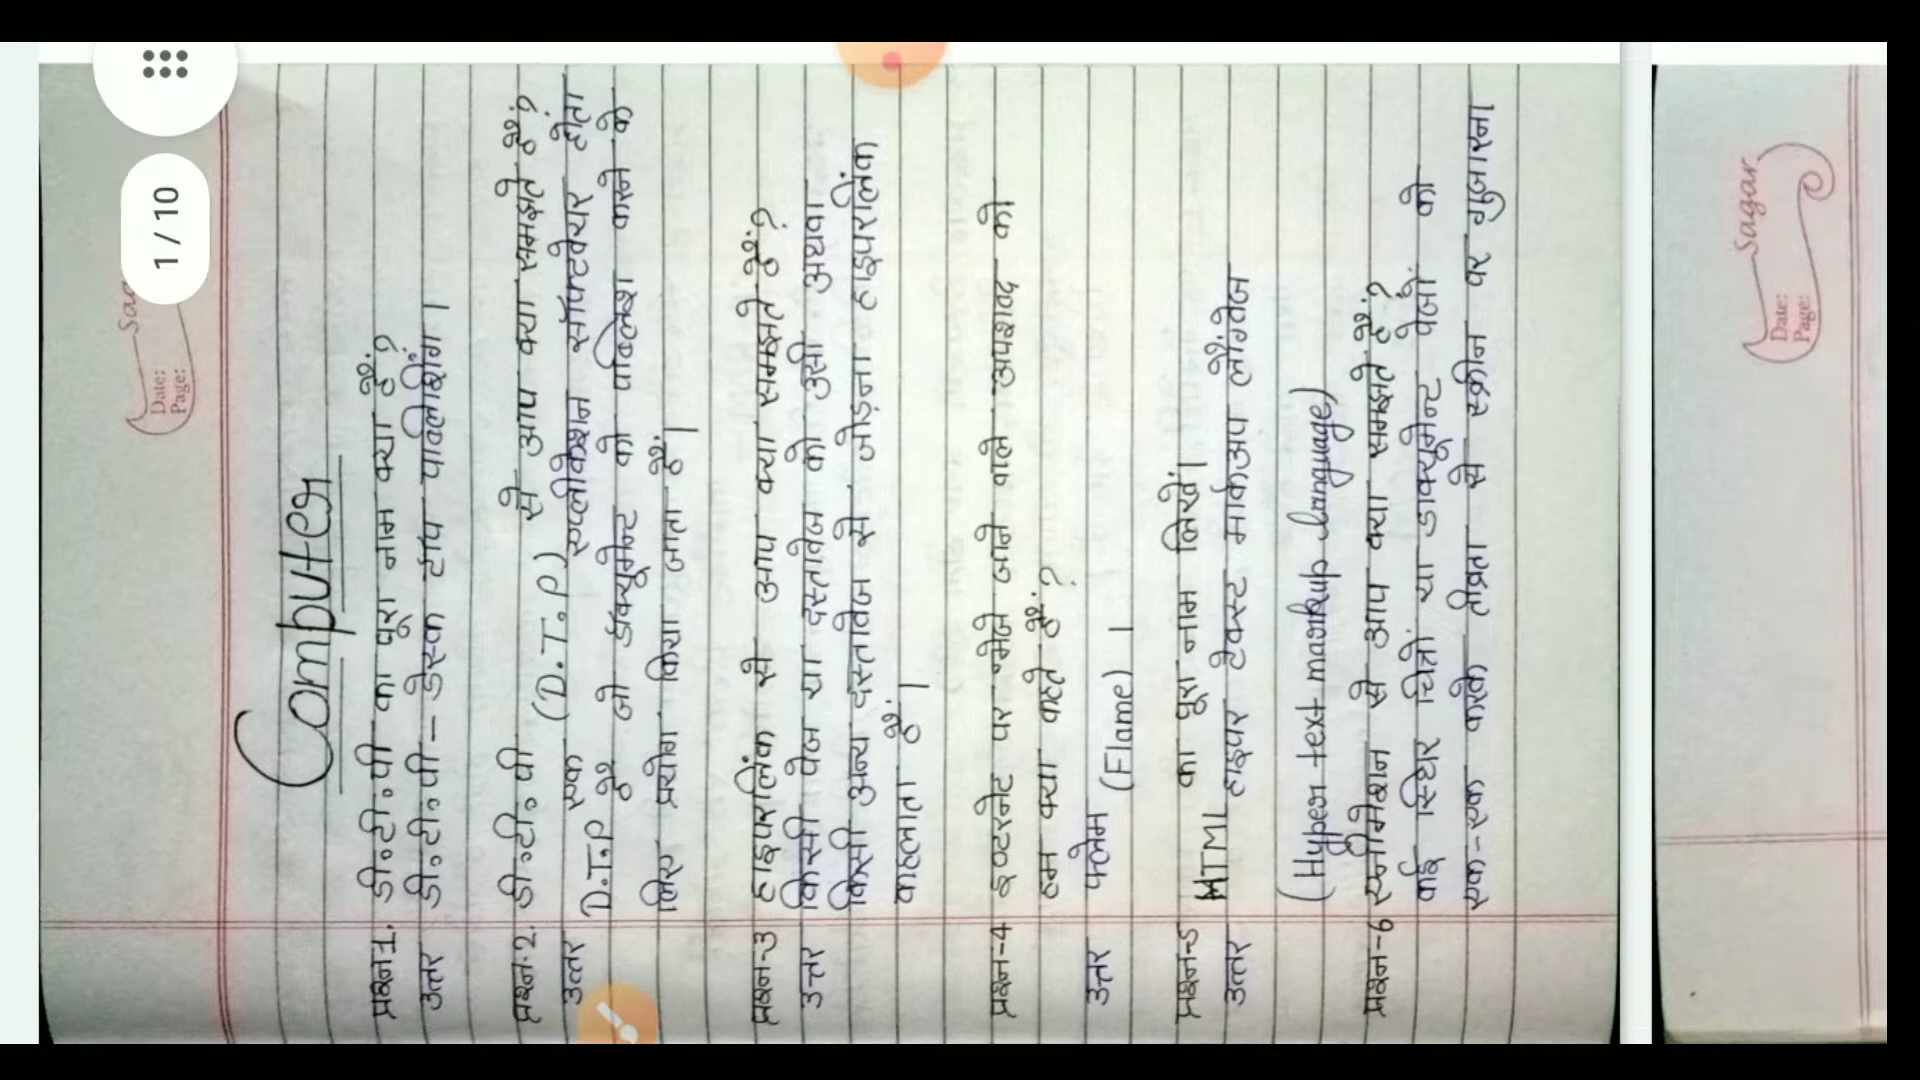 1 / 10
Sag
Date:
Page:
Computer
प्रश्न1. डी०टी०पी का पूरा नाम क्या है?
उत्तर डी०टी०पी – डेस्क टाप पाब्लिशींग।
प्रश्न-2. डी०टी०पी (D.T.P) से आप क्या समझते है?
उत्तर D.T.P एक एप्लीकेशन सॉफ्टवेयर होता
है जो डाक्यूमेन्ट को पब्लिश करने के
लिए प्रयोग किया जाता है।
प्रश्न-3 हाइपरलिंक से आप क्या समझते है?
उत्तर किसी पेज या दस्तावेज को उसी अथवा
किसी अन्य दस्तावेज से जोड़ना हाइपरलिंक
कहलाता है।
प्रश्न-4 इण्टरनेट पर भेजे जाने वाले अपशब्द को
हम क्या कहते है?
उत्तर फ्लेम (Flame)।
प्रश्न-5 HTML का पूरा नाम लिखें।
उत्तर हाइपर टेक्स्ट मार्कअप लैंग्वेज
(Hyper text markup language)
प्रश्न-6 एनीमेशन से आप क्या समझते है?
कई स्थिर चित्रो या डाक्यूमेन्ट पेजों को
एक-एक करके तीव्रता से स्क्रीन पर गुजारना।
Sagar
Date:
Page: